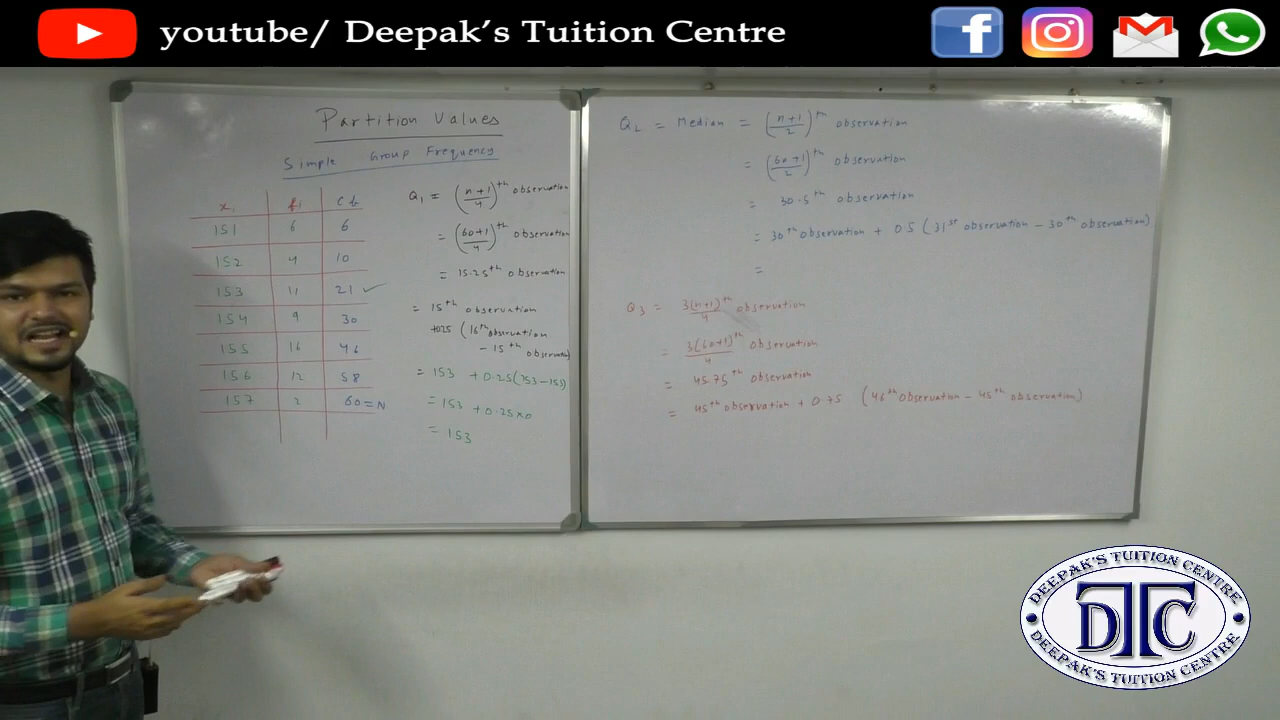 youtube/ Deepak's Tuition Centre
Partition Values
Simple Group Frequency
xi fi cf
151 6 6
152 4 10
153 11 21 ✓
154 9 30
155 16 46
156 12 58
157 2 60 = N
Q1 = (n+1/4)th observation
= (60+1/4)th observation
= 15.25th observation
= 15th observation
+0.25 (16th observation
- 15th observation)
= 153 + 0.25(153-153)
= 153 + 0.25×0
= 153
Q2 = Median = (n+1/2)th observation
= (60+1/2)th observation
= 30.5th observation
= 30th observation + 0.5 (31st observation - 30th observation)
=
Q3 = 3(n+1)/4 th observation
= 3(60+1)/4 th observation
= 45.75th observation
= 45th observation + 0.75 (46th observation - 45th observation)
DEEPAK'S TUITION CENTRE
DTC
DEEPAK'S TUITION CENTRE